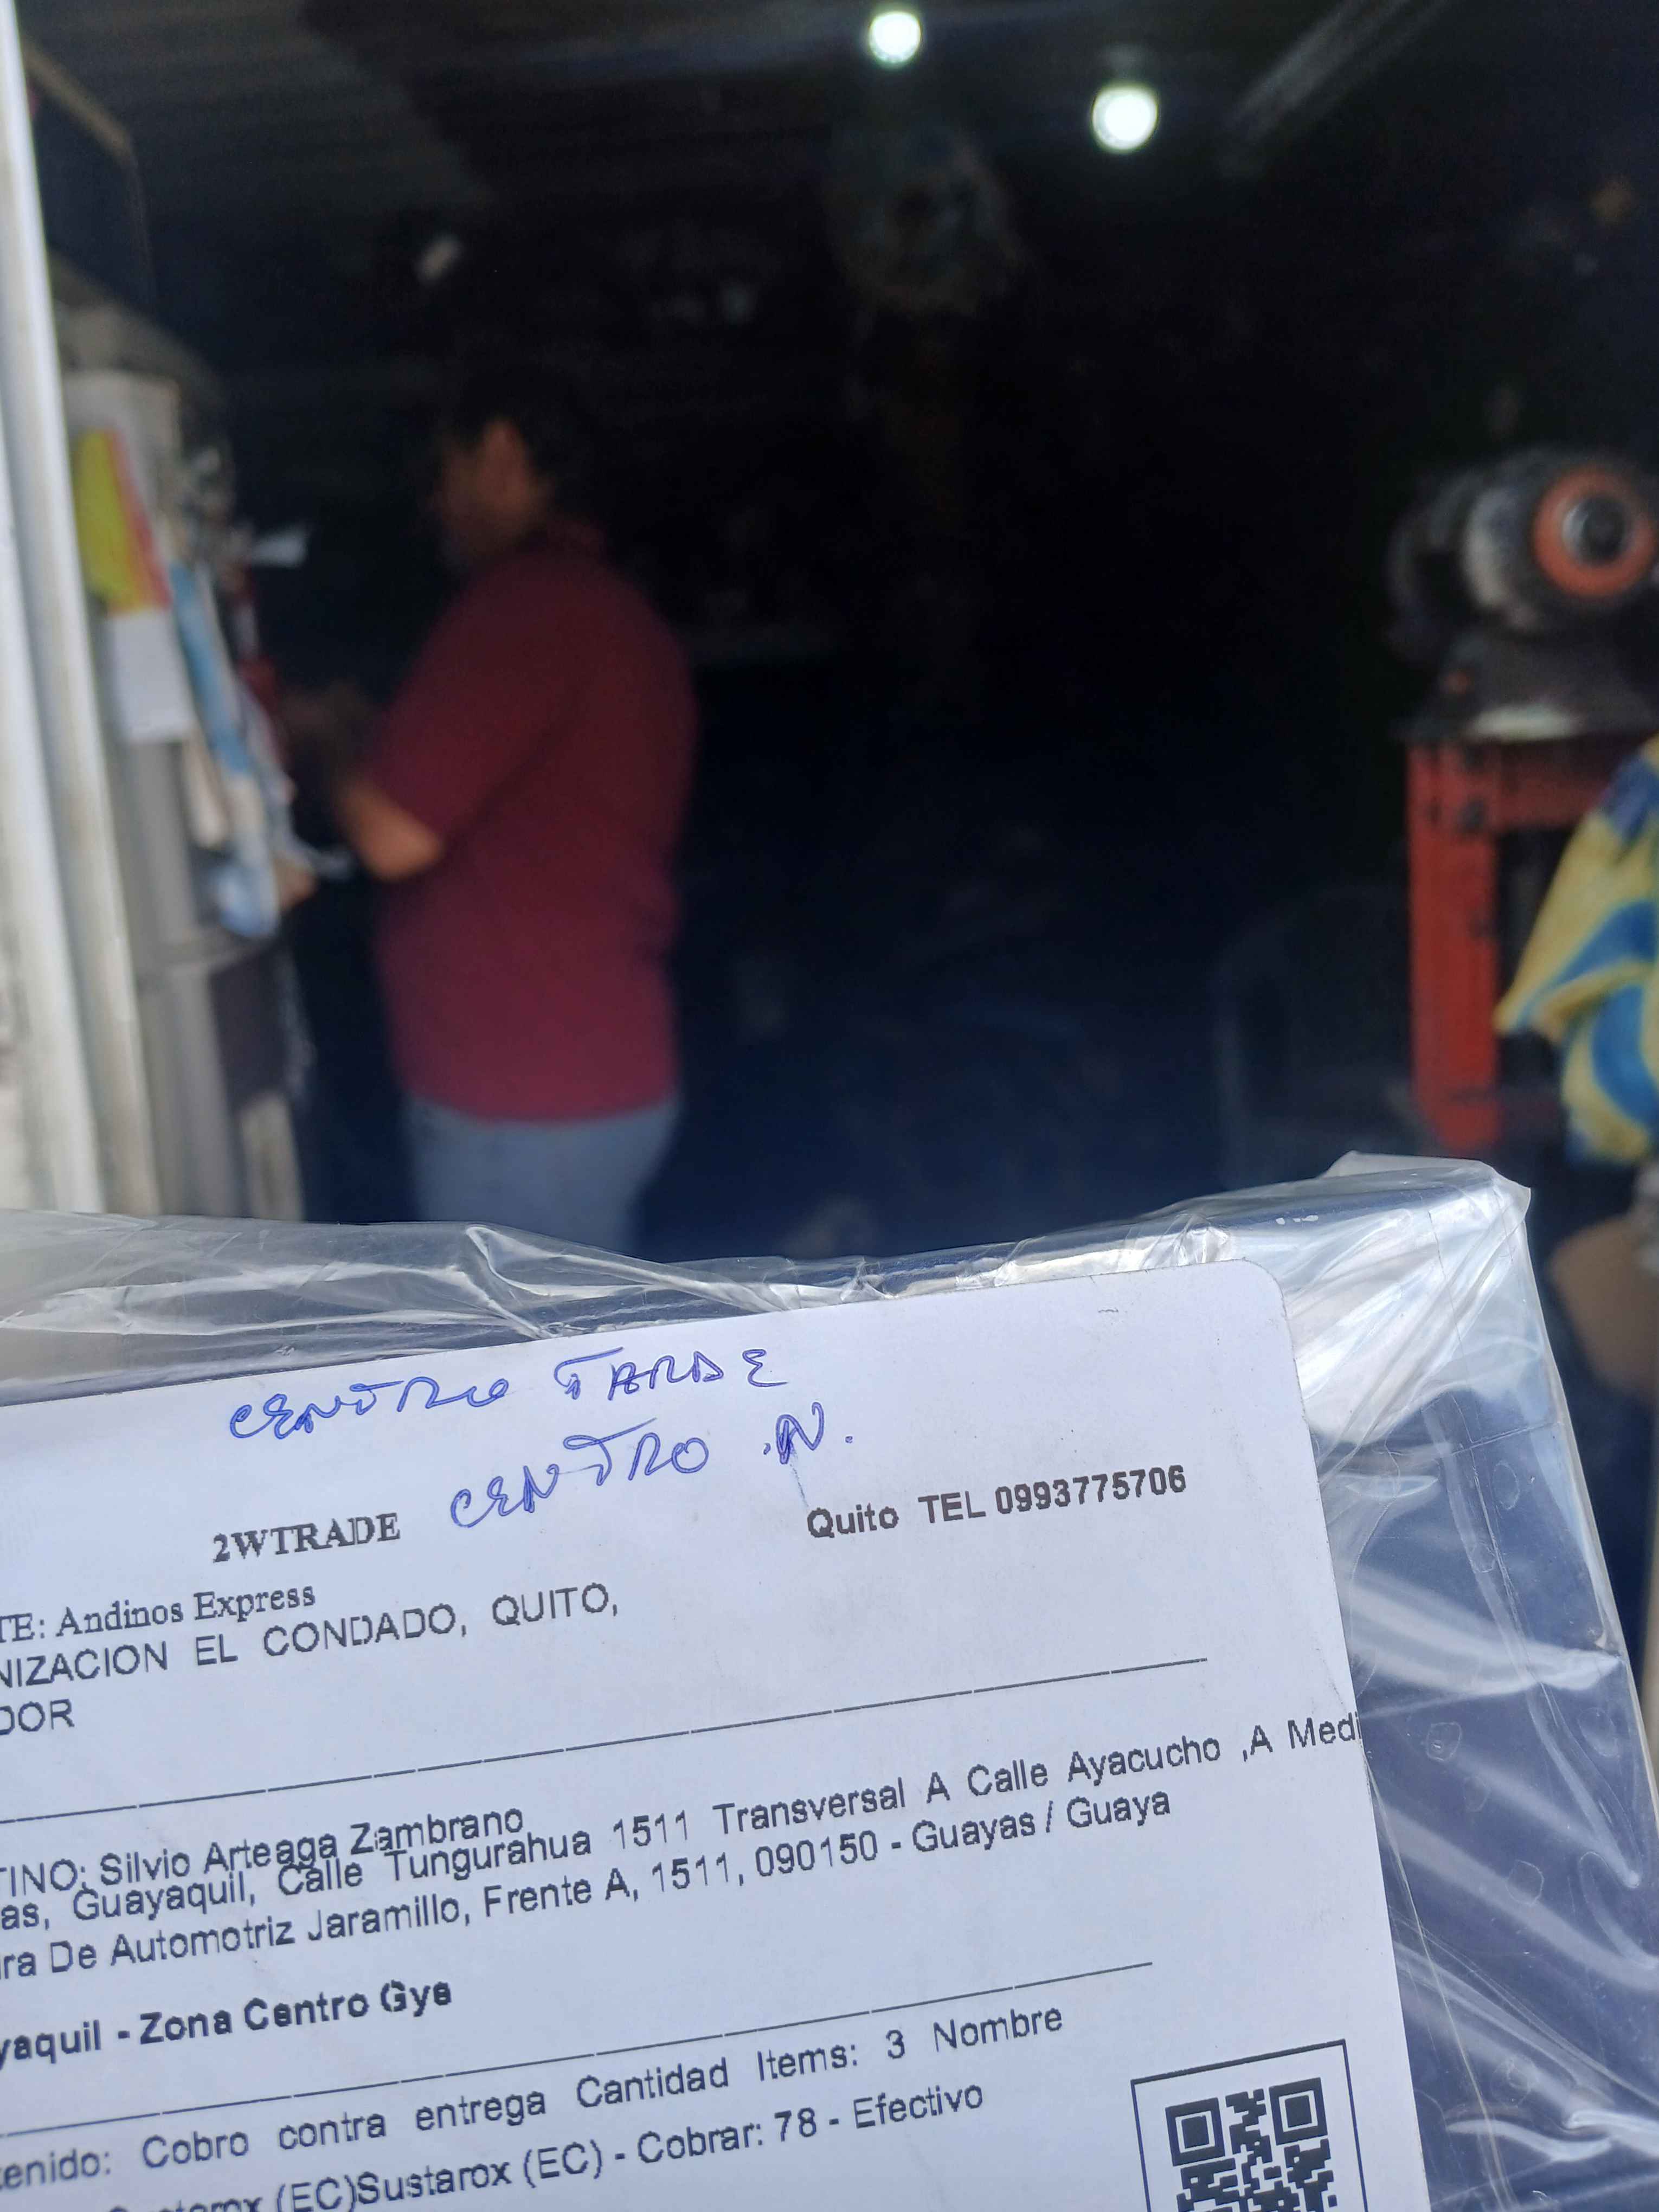 CENTRO TARDE
CENTRO .N.
2WTRADE Quito TEL 0993775706
TE: Andinos Express
NIZACION EL CONDADO, QUITO,
DOR
TINO: Silvio Arteaga Zambrano
as, Guayaquil, Calle Tungurahua 1511 Transversal A Calle Ayacucho ,A Medi
ra De Automotriz Jaramillo, Frente A, 1511, 090150 - Guayas / Guaya
yaquil - Zona Centro Gye
tenido: Cobro contra entrega Cantidad Items: 3 Nombre
Sustarox (EC)Sustarox (EC) - Cobrar: 78 - Efectivo